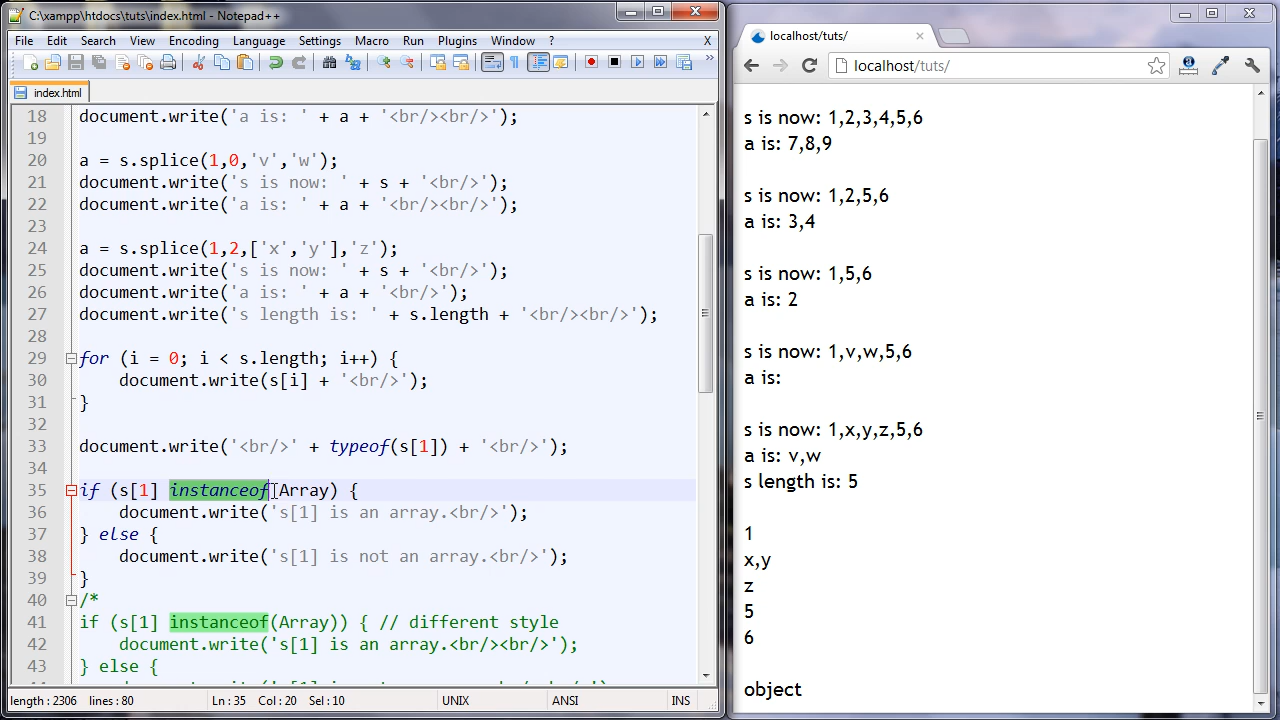 C:\xampp\htdocs\tuts\index.html - Notepad++
File Edit Search View Encoding Language Settings Macro Run Plugins Window ? X
index.html
18 document.write('a is: ' + a + '<br/><br/>');
19
20 a = s.splice(1,0,'v','w');
21 document.write('s is now: ' + s + '<br/>');
22 document.write('a is: ' + a + '<br/><br/>');
23
24 a = s.splice(1,2,['x','y'],'z');
25 document.write('s is now: ' + s + '<br/>');
26 document.write('a is: ' + a + '<br/>');
27 document.write('s length is: ' + s.length + '<br/><br/>');
28
29 for (i = 0; i < s.length; i++) {
30 document.write(s[i] + '<br/>');
31 }
32
33 document.write('<br/>' + typeof(s[1]) + '<br/>');
34
35 if (s[1] instanceof Array) {
36 document.write('s[1] is an array.<br/>');
37 } else {
38 document.write('s[1] is not an array.<br/>');
39 }
40 /*
41 if (s[1] instanceof(Array)) { // different style
42 document.write('s[1] is an array.<br/><br/>');
43 } else {
length : 2306 lines : 80 Ln : 35 Col : 20 Sel : 10 UNIX ANSI INS
localhost/tuts/
localhost/tuts/
s is now: 1,2,3,4,5,6
a is: 7,8,9
s is now: 1,2,5,6
a is: 3,4
s is now: 1,5,6
a is: 2
s is now: 1,v,w,5,6
a is:
s is now: 1,x,y,z,5,6
a is: v,w
s length is: 5
1
x,y
z
5
6
object